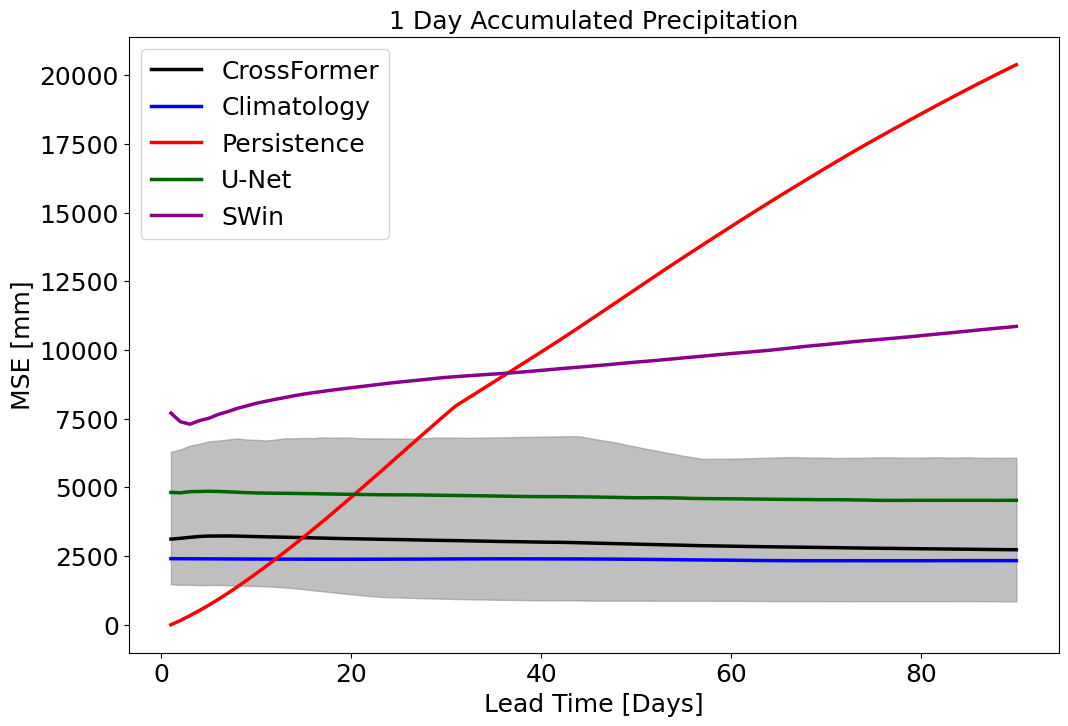 1 Day Accumulated Precipitation
CrossFormer
Climatology
Persistence
U-Net
SWin
MSE [mm]
20000
17500
15000
12500
10000
7500
5000
2500
0
0 20 40 60 80
Lead Time [Days]